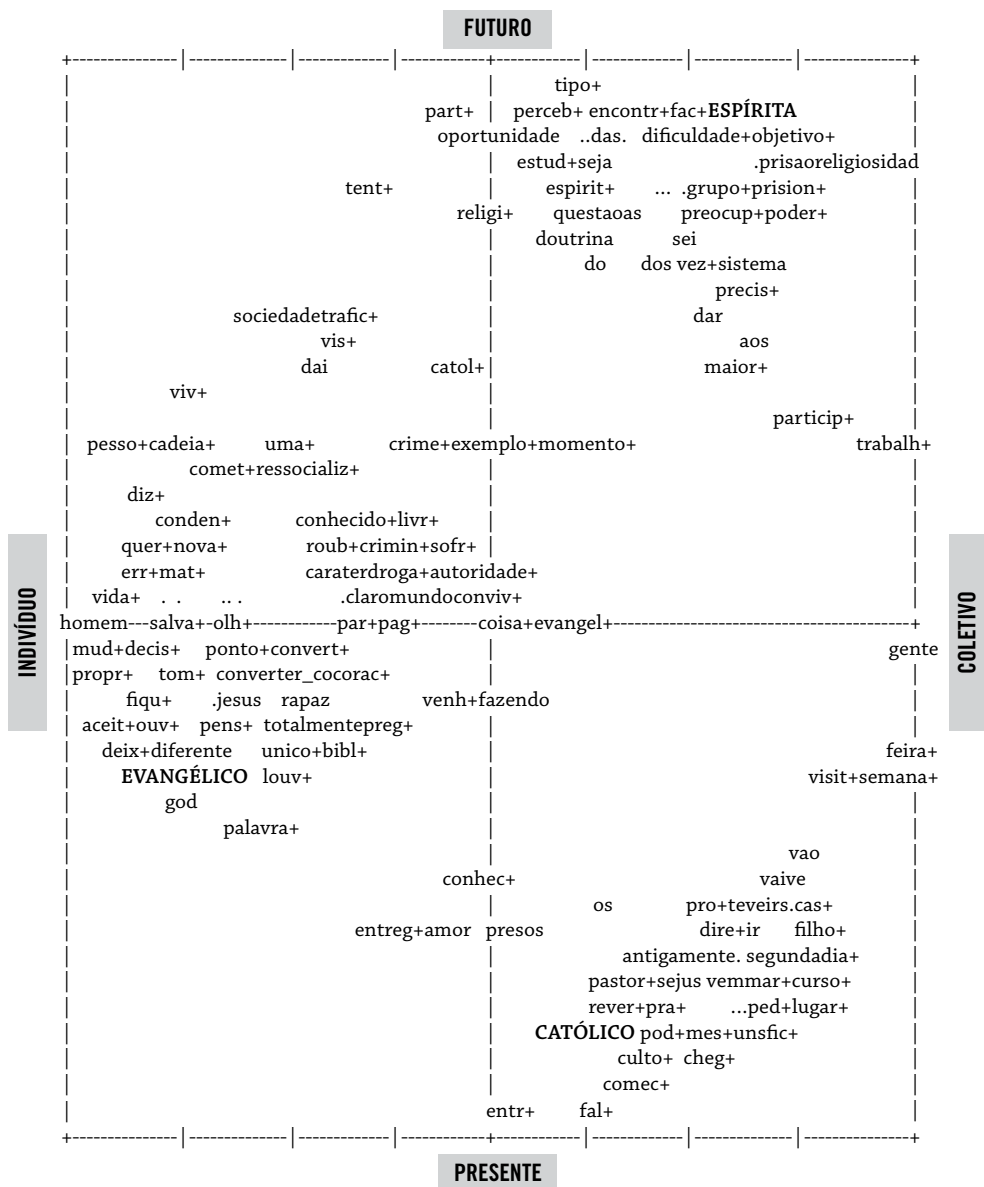 FUTURO
+--------------|--------------|-------------|-------------+-------------|--------------|---------------|---------------+
tipo+
part+ | perceb+ encontr+fac+ESPÍRITA
oportunidade ..das. dificuldade+objetivo+
estud+seja .prisaoreligiosidad
tent+ espirit+ ... .grupo+prision+
religi+ questaoas preocup+poder+
doutrina sei
do dos vez+sistema
precis+
sociedadetrafic+ dar
vis+ aos
dai catol+ maior+
viv+
particip+
pesso+cadeia+ uma+ crime+exemplo+momento+ trabalh+
comet+ressocializ+
diz+
conden+ conhecido+livr+
quer+nova+ roub+crimin+sofr+
err+mat+ caraterdroga+autoridade+
vida+ . . .. . .claromundoconviv+
INDIVÍDUO
homem---salva+-olh+------------par+pag+--------coisa+evangel+-------------------------------------------+
COLETIVO
mud+decis+ ponto+convert+ gente
propr+ tom+ converter_cocorac+
fiqu+ .jesus rapaz venh+fazendo
aceit+ouv+ pens+ totalmentepreg+
deix+diferente unico+bibl+ feira+
EVANGÉLICO louv+ visit+semana+
god
palavra+
vao
conhec+ vaive
os pro+teveirs.cas+
entreg+amor presos dire+ir filho+
antigamente. segundadia+
pastor+sejus vemmar+curso+
rever+pra+ ...ped+lugar+
CATÓLICO pod+mes+unsfic+
culto+ cheg+
comec+
entr+ fal+
+--------------|--------------|-------------|-------------+-------------|--------------|---------------|---------------+
PRESENTE